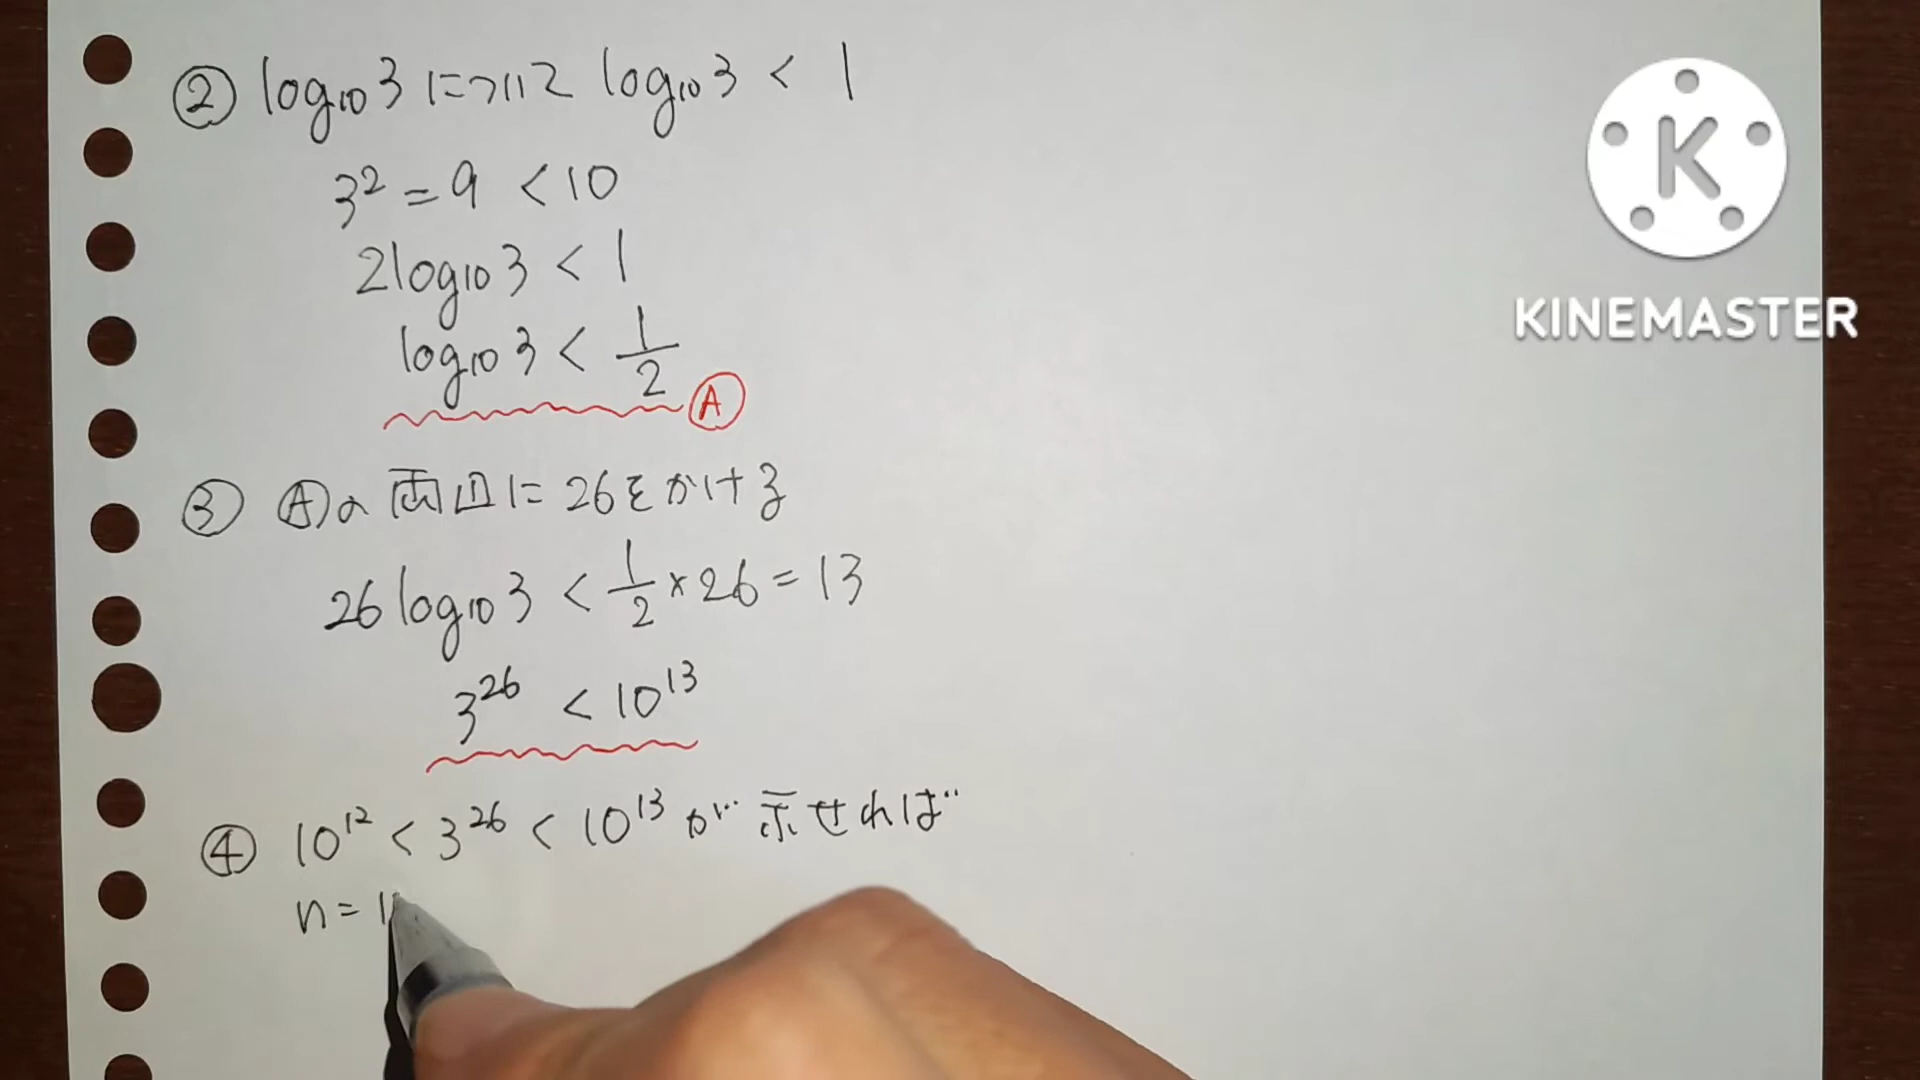 ② log₁₀3 について log₁₀3 < 1
3² = 9 < 10
2log₁₀3 < 1
log₁₀3 < 1/2
Ⓐ
③ Ⓐの両辺に26をかける
26log₁₀3 < 1/2 × 26 = 13
3²⁶ < 10¹³
④ 10¹² < 3²⁶ < 10¹³ が示せれば
n = 1
KINEMASTER